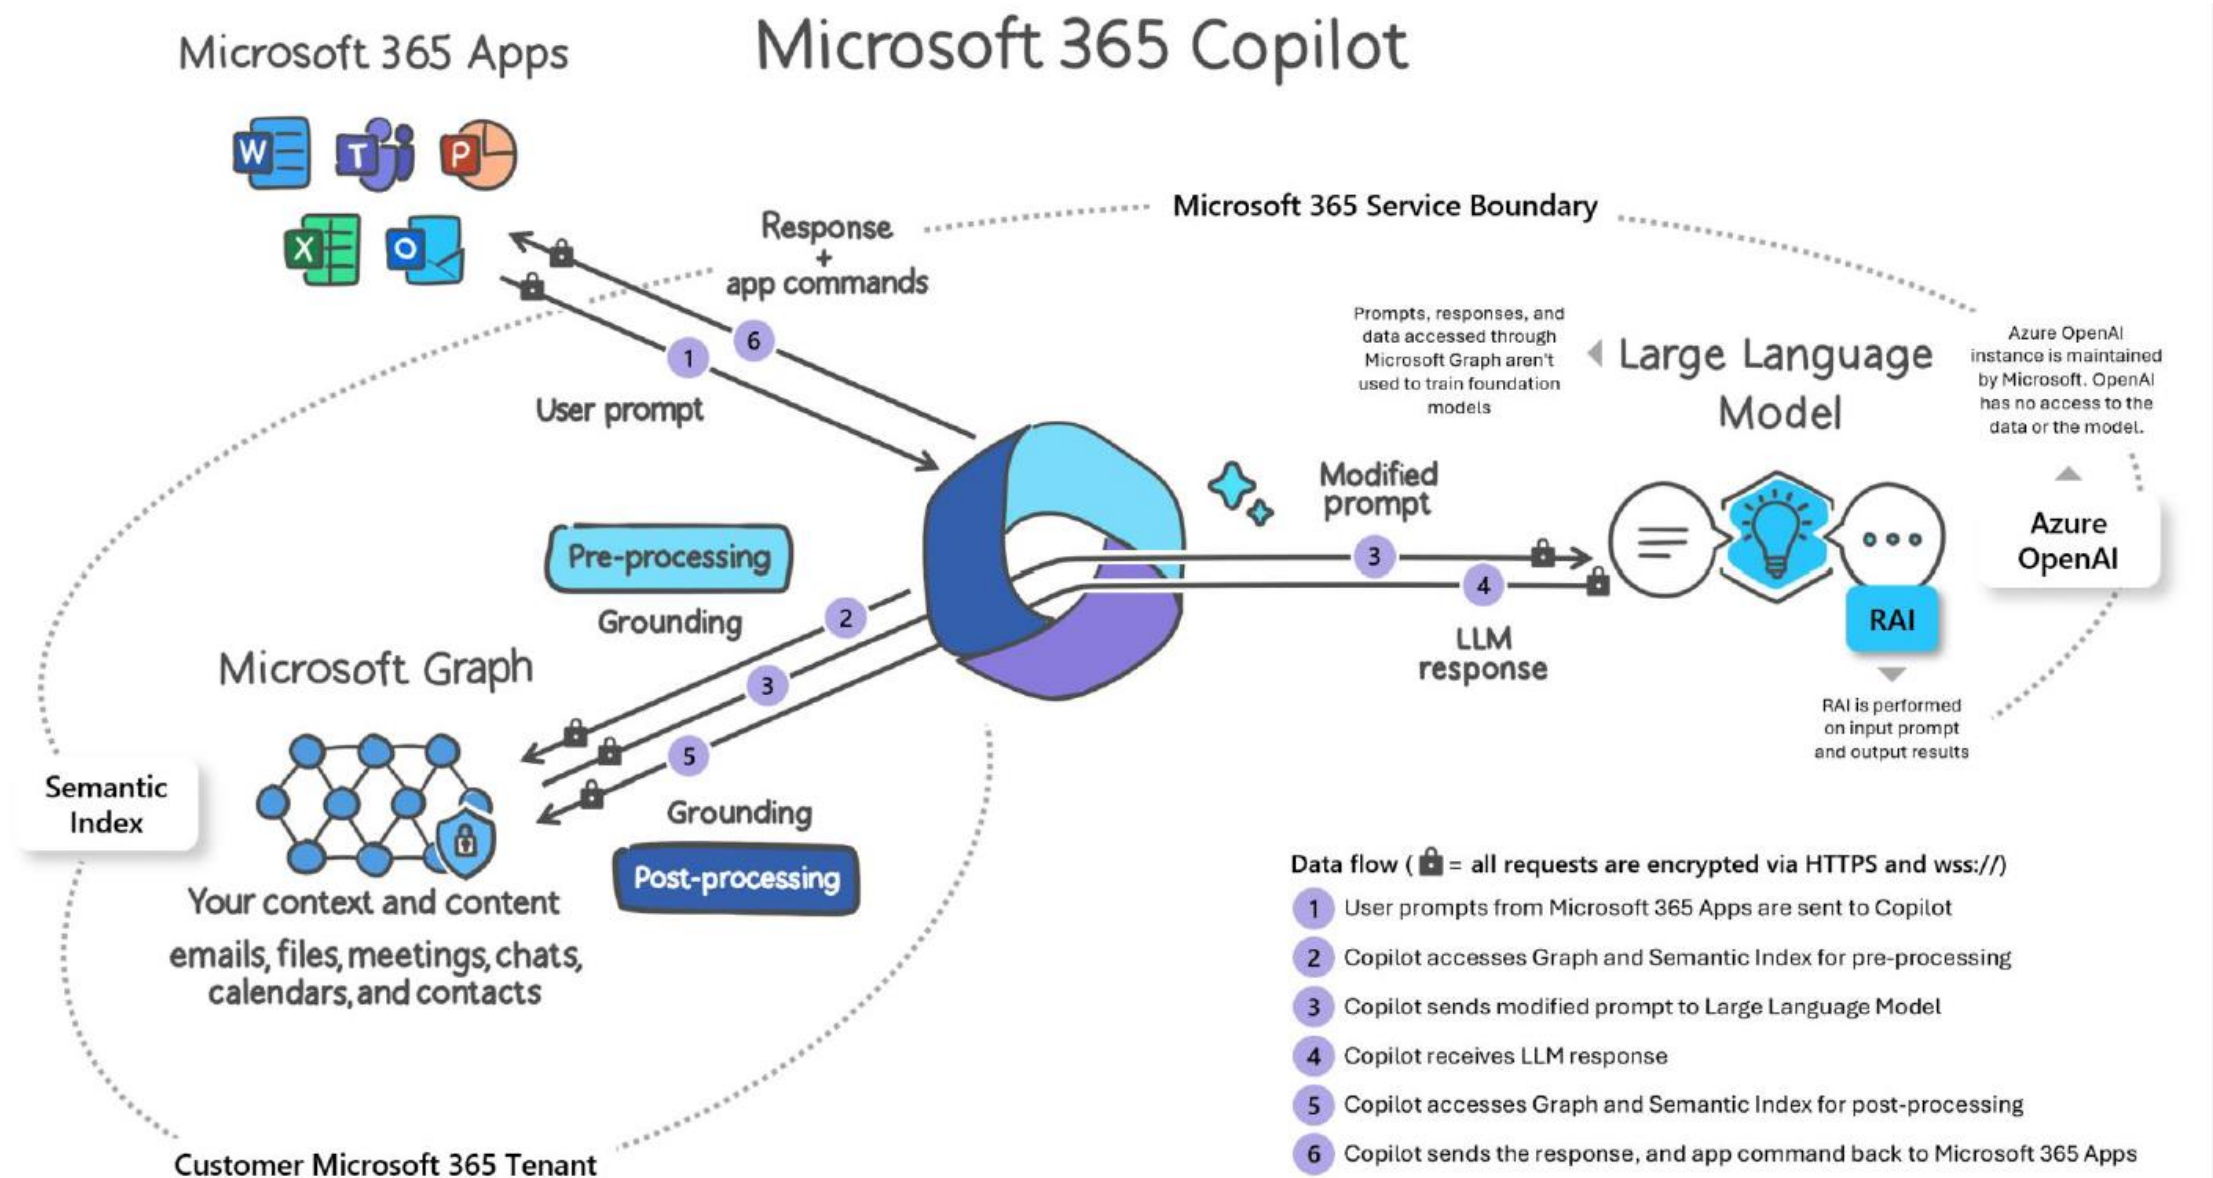 Microsoft 365 Copilot
Microsoft 365 Apps
W
T
P
X
O
Microsoft 365 Service Boundary
Response
+
app commands
6
1
User prompt
Prompts, responses, and
data accessed through
Microsoft Graph aren't
used to train foundation
models
Large Language
Model
Azure OpenAI
instance is maintained
by Microsoft. OpenAI
has no access to the
data or the model.
Modified
prompt
3
4
LLM
response
Azure
OpenAI
RAI
RAI is performed
on input prompt
and output results
Pre-processing
Grounding
2
3
5
Grounding
Post-processing
Microsoft Graph
Semantic
Index
Your context and content
emails, files, meetings, chats,
calendars, and contacts
Customer Microsoft 365 Tenant
Data flow ( = all requests are encrypted via HTTPS and wss://)
1 User prompts from Microsoft 365 Apps are sent to Copilot
2 Copilot accesses Graph and Semantic Index for pre-processing
3 Copilot sends modified prompt to Large Language Model
4 Copilot receives LLM response
5 Copilot accesses Graph and Semantic Index for post-processing
6 Copilot sends the response, and app command back to Microsoft 365 Apps